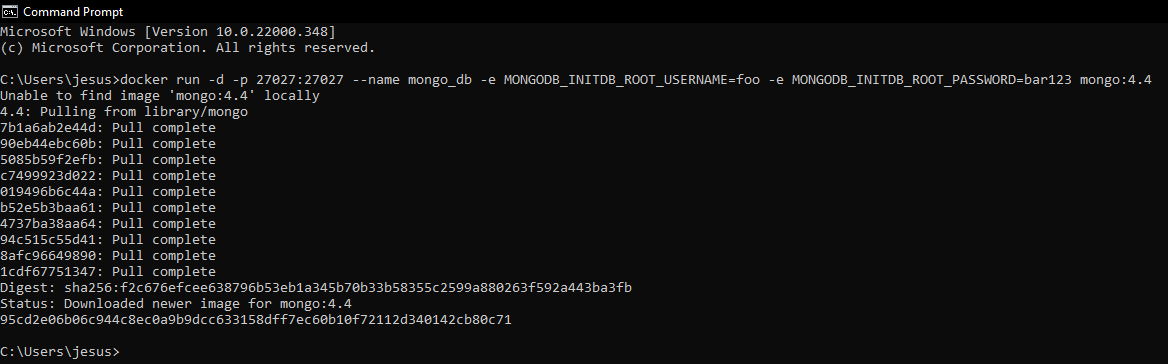 Command Prompt
Microsoft Windows [Version 10.0.22000.348]
(c) Microsoft Corporation. All rights reserved.
C:\Users\jesus>docker run -d -p 27027:27027 --name mongo_db -e MONGODB_INITDB_ROOT_USERNAME=foo -e MONGODB_INITDB_ROOT_PASSWORD=bar123 mongo:4.4
Unable to find image 'mongo:4.4' locally
4.4: Pulling from library/mongo
7b1a6ab2e44d: Pull complete
90eb44ebc60b: Pull complete
5085b59f2efb: Pull complete
c7499923d022: Pull complete
019496b6c44a: Pull complete
b52e5b3baa61: Pull complete
4737ba38aa64: Pull complete
94c515c55d41: Pull complete
8afc96649890: Pull complete
1cdf67751347: Pull complete
Digest: sha256:f2c676efcee638796b53eb1a345b70b33b58355c2599a880263f592a443ba3fb
Status: Downloaded newer image for mongo:4.4
95cd2e06b06c944c8ec0a9b9dcc633158dff7ec60b10f72112d340142cb80c71
C:\Users\jesus>